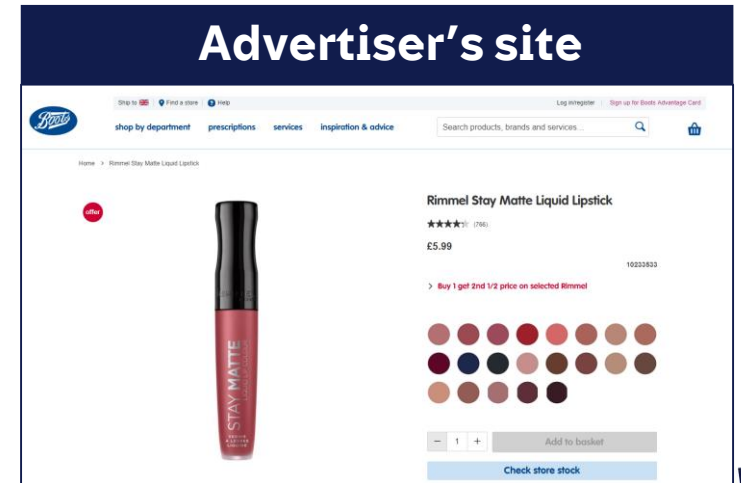 Advertiser's site
Ship to Find a store ? Help
Log in/register Sign up for Boots Advantage Card
Boots
shop by department prescriptions services inspiration & advice
Search products, brands and services ...
Home > Rimmel Stay Matte Liquid Lipstick
offer
Rimmel Stay Matte Liquid Lipstick
(766)
£5.99
10233533
> Buy 1 get 2nd 1/2 price on selected Rimmel
STAY MATTE
- 1 +
Add to basket
Check store stock